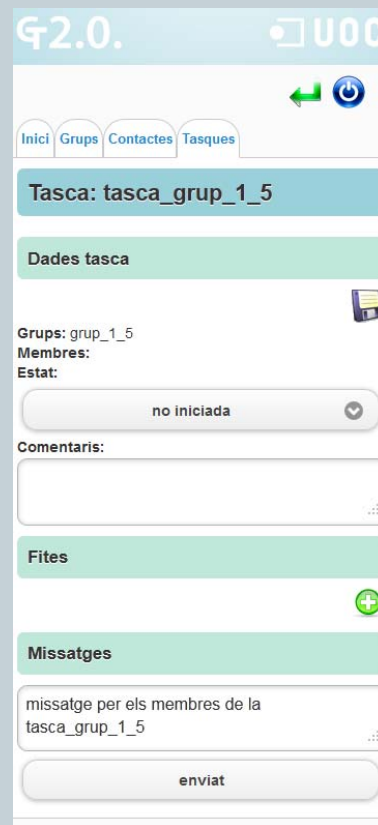 G2.0. UOC
Inici Grups Contactes Tasques
Tasca: tasca_grup_1_5
Dades tasca
Grups: grup_1_5
Membres:
Estat:
no iniciada
Comentaris:
Fites
Missatges
missatge per els membres de la
tasca_grup_1_5
enviat